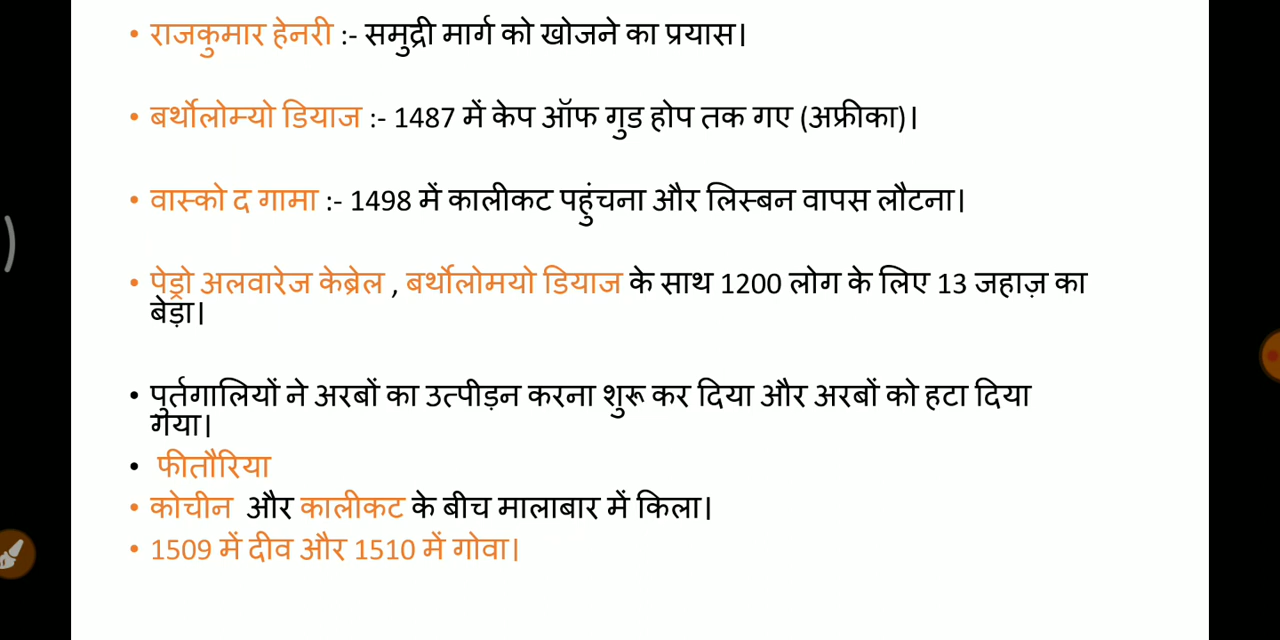 • राजकुमार हेनरी :- समुद्री मार्ग को खोजने का प्रयास।
• बर्थोलोम्यो डियाज :- 1487 में केप ऑफ गुड होप तक गए (अफ्रीका)।
• वास्को द गामा :- 1498 में कालीकट पहुंचना और लिस्बन वापस लौटना।
• पेड्रो अलवारेज केब्रेल , बर्थोलोमयो डियाज के साथ 1200 लोग के लिए 13 जहाज़ का
बेड़ा।
• पुर्तगालियों ने अरबों का उत्पीड़न करना शुरू कर दिया और अरबों को हटा दिया
गया।
• फीतौरिया
• कोचीन और कालीकट के बीच मालाबार में किला।
• 1509 में दीव और 1510 में गोवा।